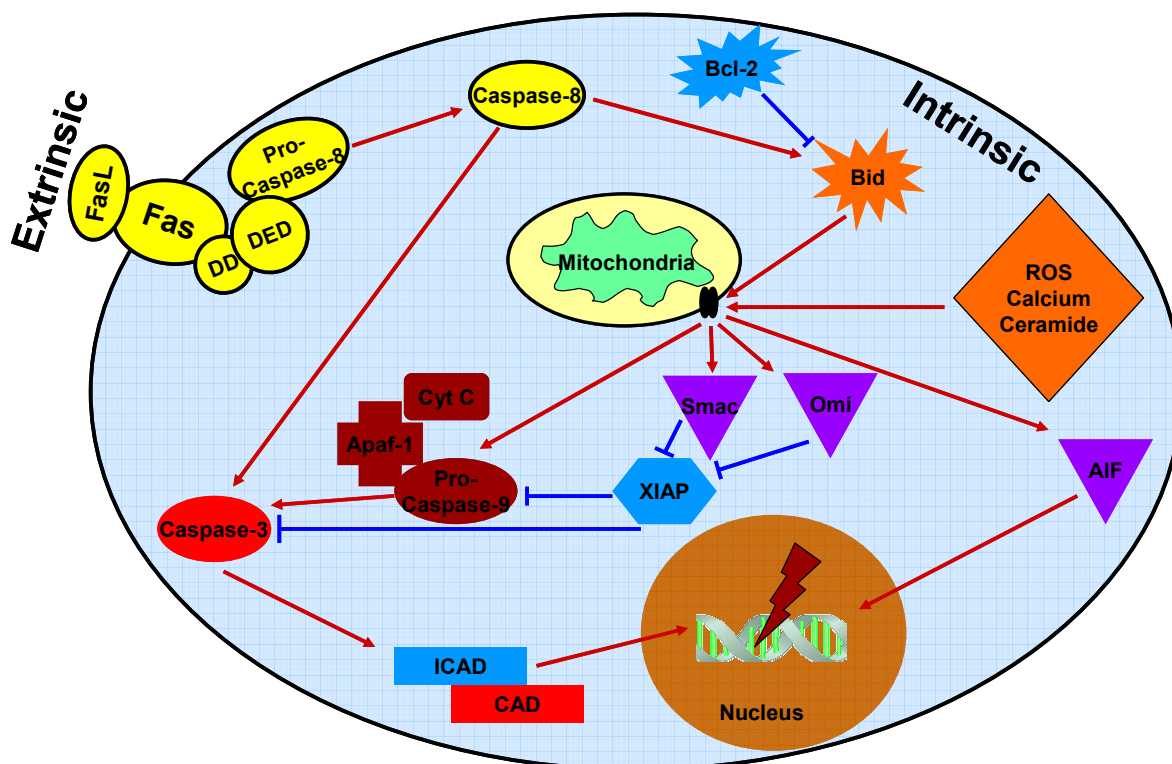 Extrinsic
FasL
Fas
DD
DED
Pro-
Caspase-8
Caspase-8
Bcl-2
Intrinsic
Bid
Mitochondria
ROS
Calcium
Ceramide
Cyt C
Apaf-1
Pro-
Caspase-9
Smac
Omi
XIAP
AIF
Caspase-3
ICAD
CAD
Nucleus